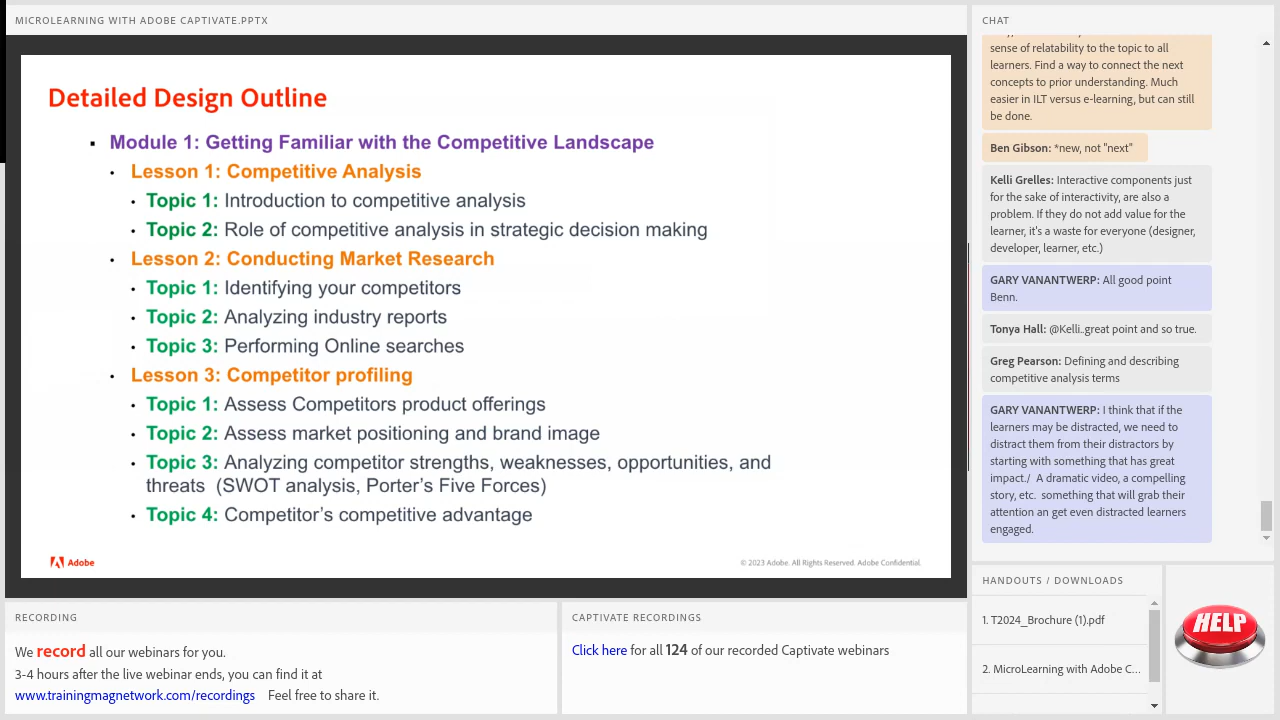 MICROLEARNING WITH ADOBE CAPTIVATE.PPTX
Detailed Design Outline
▪ Module 1: Getting Familiar with the Competitive Landscape
• Lesson 1: Competitive Analysis
• Topic 1: Introduction to competitive analysis
• Topic 2: Role of competitive analysis in strategic decision making
• Lesson 2: Conducting Market Research
• Topic 1: Identifying your competitors
• Topic 2: Analyzing industry reports
• Topic 3: Performing Online searches
• Lesson 3: Competitor profiling
• Topic 1: Assess Competitors product offerings
• Topic 2: Assess market positioning and brand image
• Topic 3: Analyzing competitor strengths, weaknesses, opportunities, and
threats (SWOT analysis, Porter's Five Forces)
• Topic 4: Competitor's competitive advantage
Adobe
© 2023 Adobe. All Rights Reserved. Adobe Confidential.
RECORDING
We record all our webinars for you.
3-4 hours after the live webinar ends, you can find it at
www.trainingmagnetwork.com/recordings Feel free to share it.
CAPTIVATE RECORDINGS
Click here for all 124 of our recorded Captivate webinars
CHAT
sense of relatability to the topic to all
learners. Find a way to connect the next
concepts to prior understanding. Much
easier in ILT versus e-learning, but can still
be done.
Ben Gibson: *new, not "next"
Kelli Grelles: Interactive components just
for the sake of interactivity, are also a
problem. If they do not add value for the
learner, it's a waste for everyone (designer,
developer, learner, etc.)
GARY VANANTWERP: All good point
Benn.
Tonya Hall: @Kelli..great point and so true.
Greg Pearson: Defining and describing
competitive analysis terms
GARY VANANTWERP: I think that if the
learners may be distracted, we need to
distract them from their distractors by
starting with something that has great
impact./ A dramatic video, a compelling
story, etc. something that will grab their
attention an get even distracted learners
engaged.
HANDOUTS / DOWNLOADS
1. T2024_Brochure (1).pdf
2. MicroLearning with Adobe C...
HELP